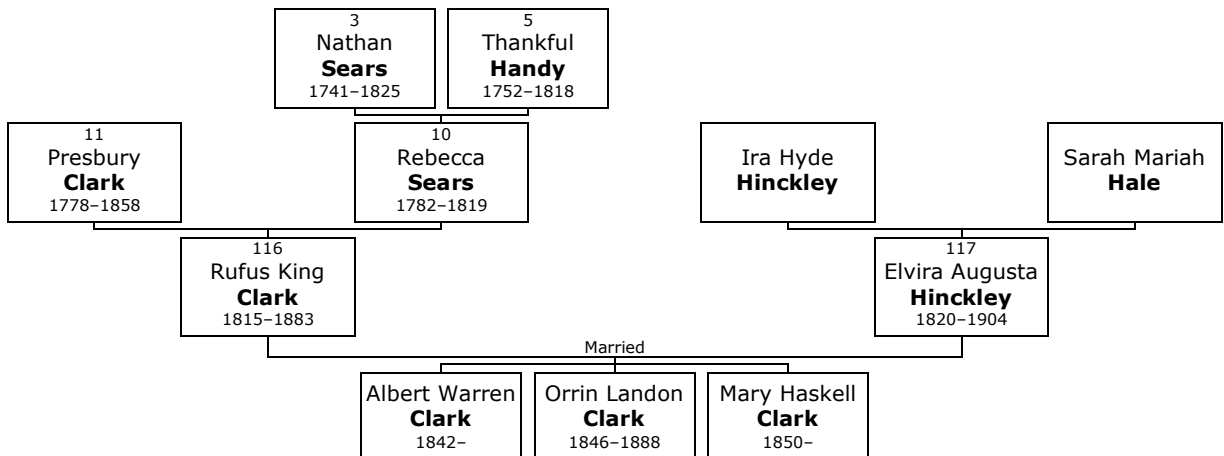 3
Nathan
Sears
1741–1825
5
Thankful
Handy
1752–1818
11
Presbury
Clark
1778–1858
10
Rebecca
Sears
1782–1819
Ira Hyde
Hinckley
Sarah Mariah
Hale
116
Rufus King
Clark
1815–1883
117
Elvira Augusta
Hinckley
1820–1904
Married
Albert Warren
Clark
1842–
Orrin Landon
Clark
1846–1888
Mary Haskell
Clark
1850–